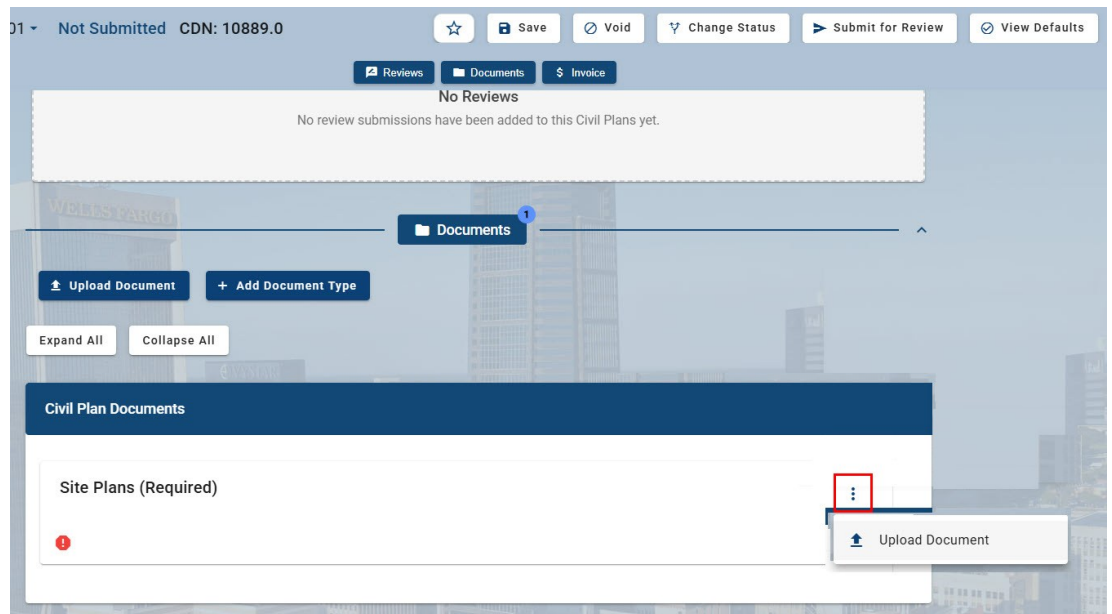 01 Not Submitted CDN: 10889.0 Save Void Change Status Submit for Review View Defaults
Reviews Documents $ Invoice
No Reviews
No review submissions have been added to this Civil Plans yet.
WELLS FARGO
1
Documents
Upload Document + Add Document Type
Expand All Collapse All
Civil Plan Documents
Site Plans (Required)
Upload Document